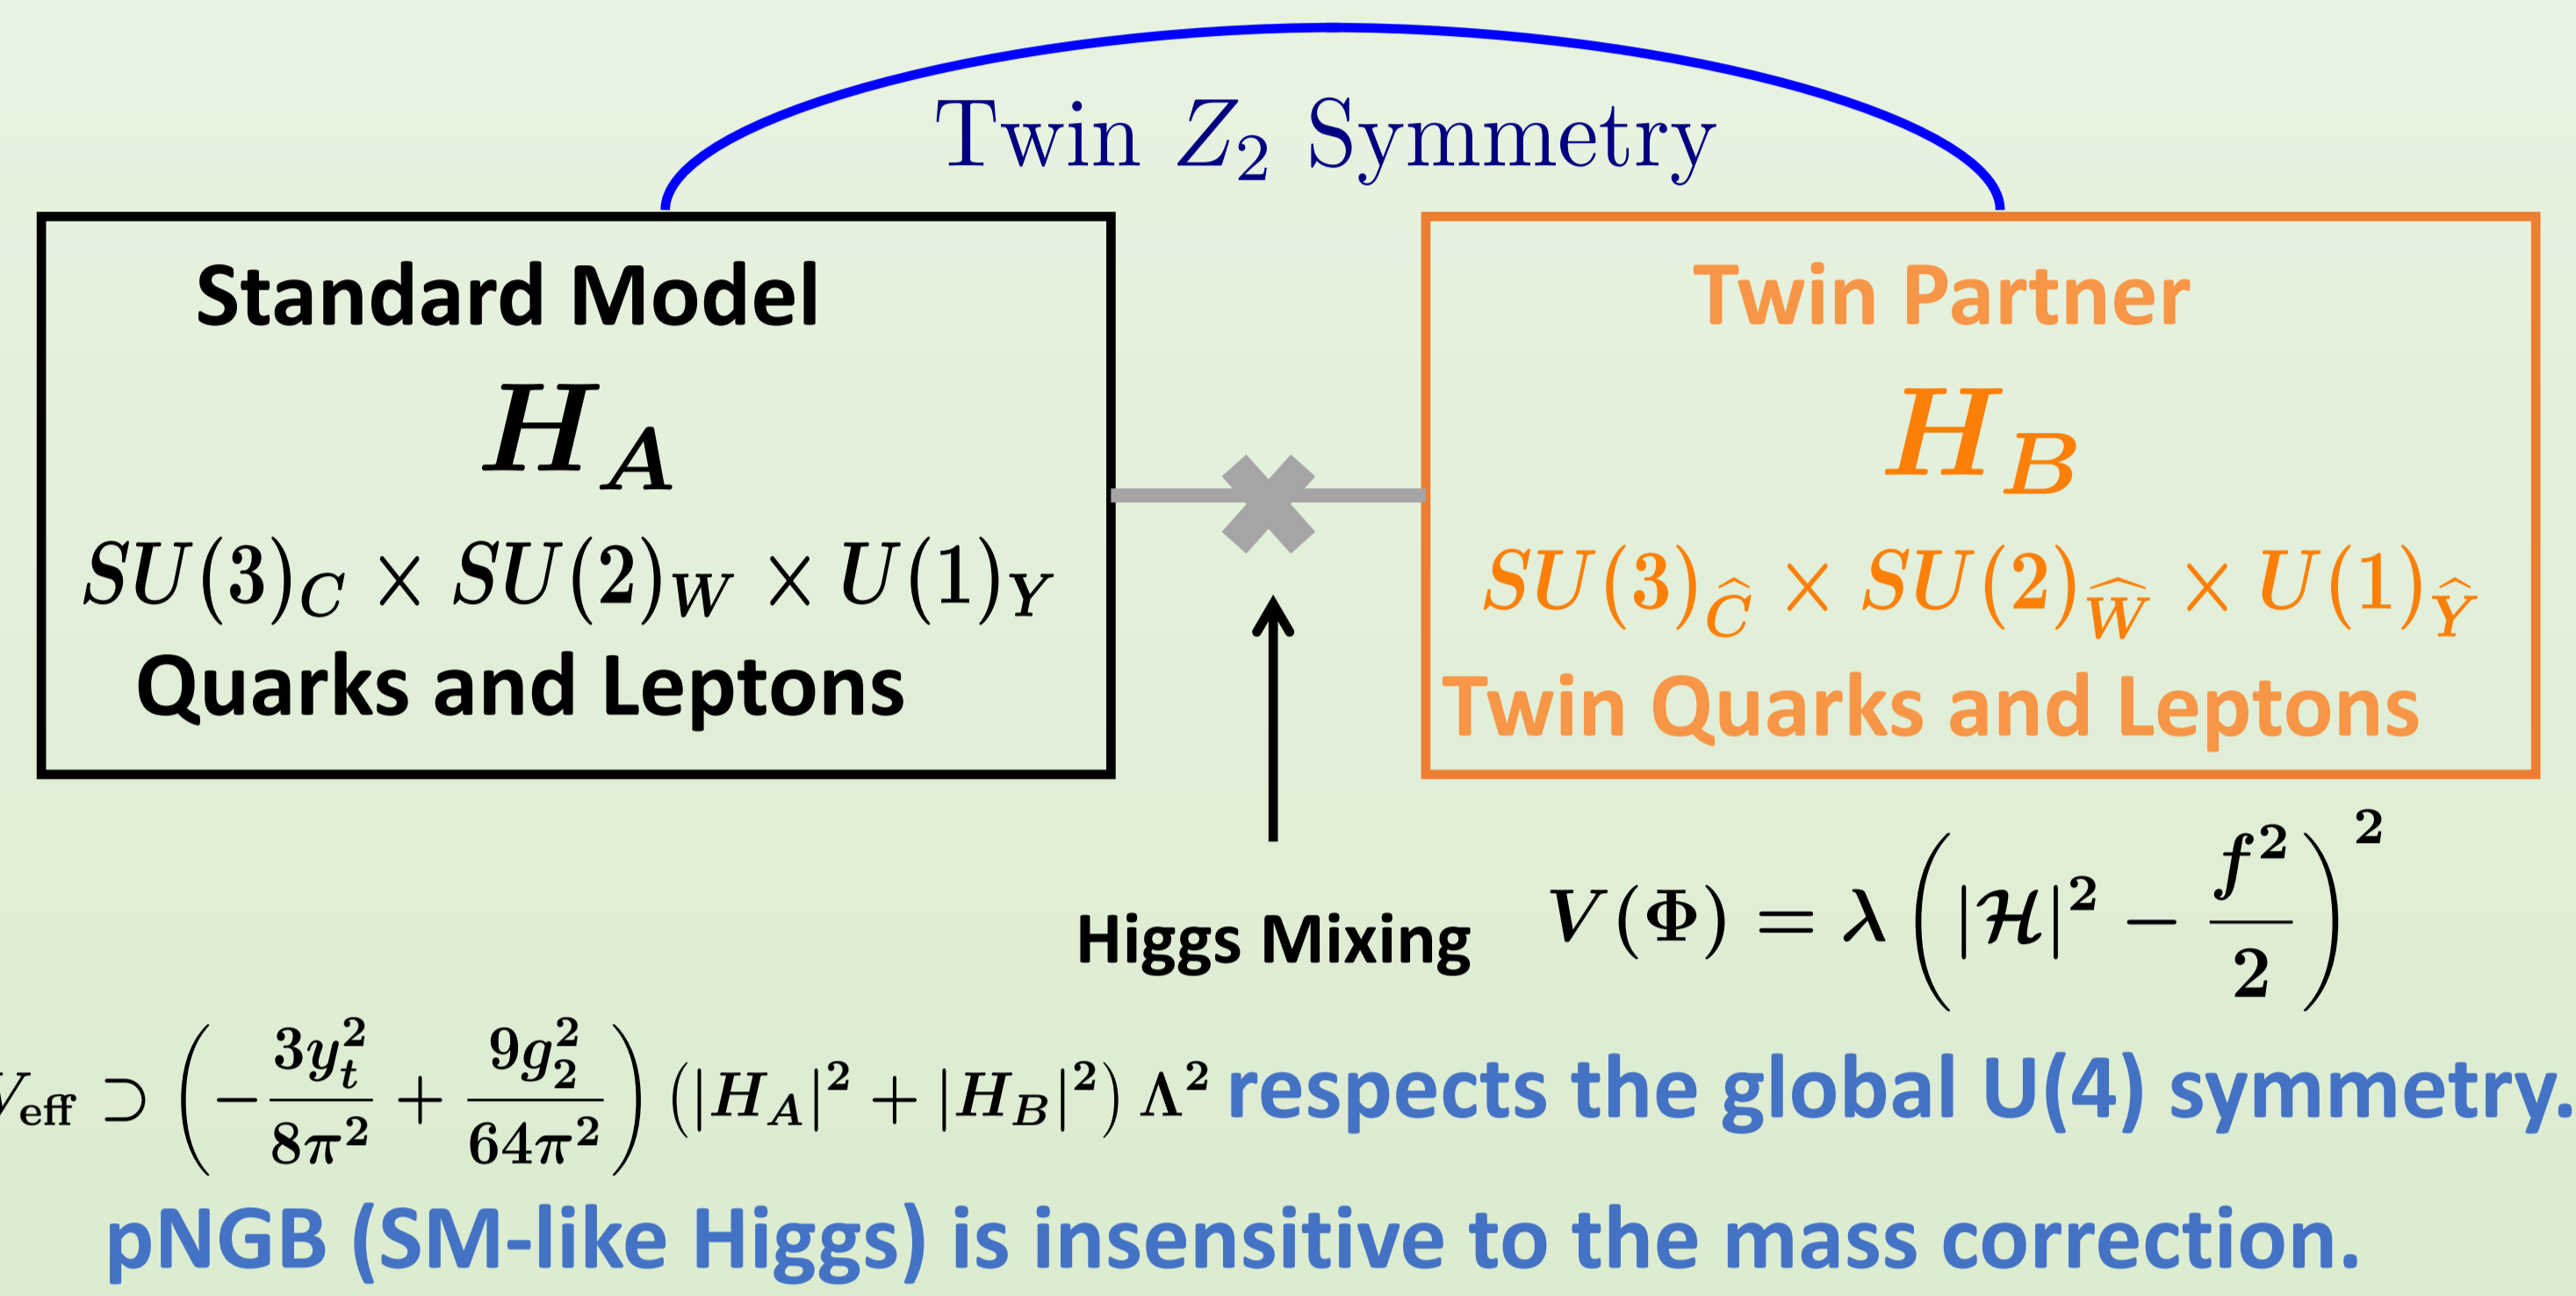 Twin Z₂ Symmetry
Standard Model
H_A
SU(3)_C × SU(2)_W × U(1)_Y
Quarks and Leptons
Twin Partner
H_B
SU(3)_Ĉ × SU(2)_Ŵ × U(1)_Ŷ
Twin Quarks and Leptons
Higgs Mixing
V(Φ) = λ (|ℋ|² − f²/2)²
V_eff ⊃ (−3y_t²/8π² + 9g₂²/64π²) (|H_A|² + |H_B|²) Λ² respects the global U(4) symmetry.
pNGB (SM-like Higgs) is insensitive to the mass correction.